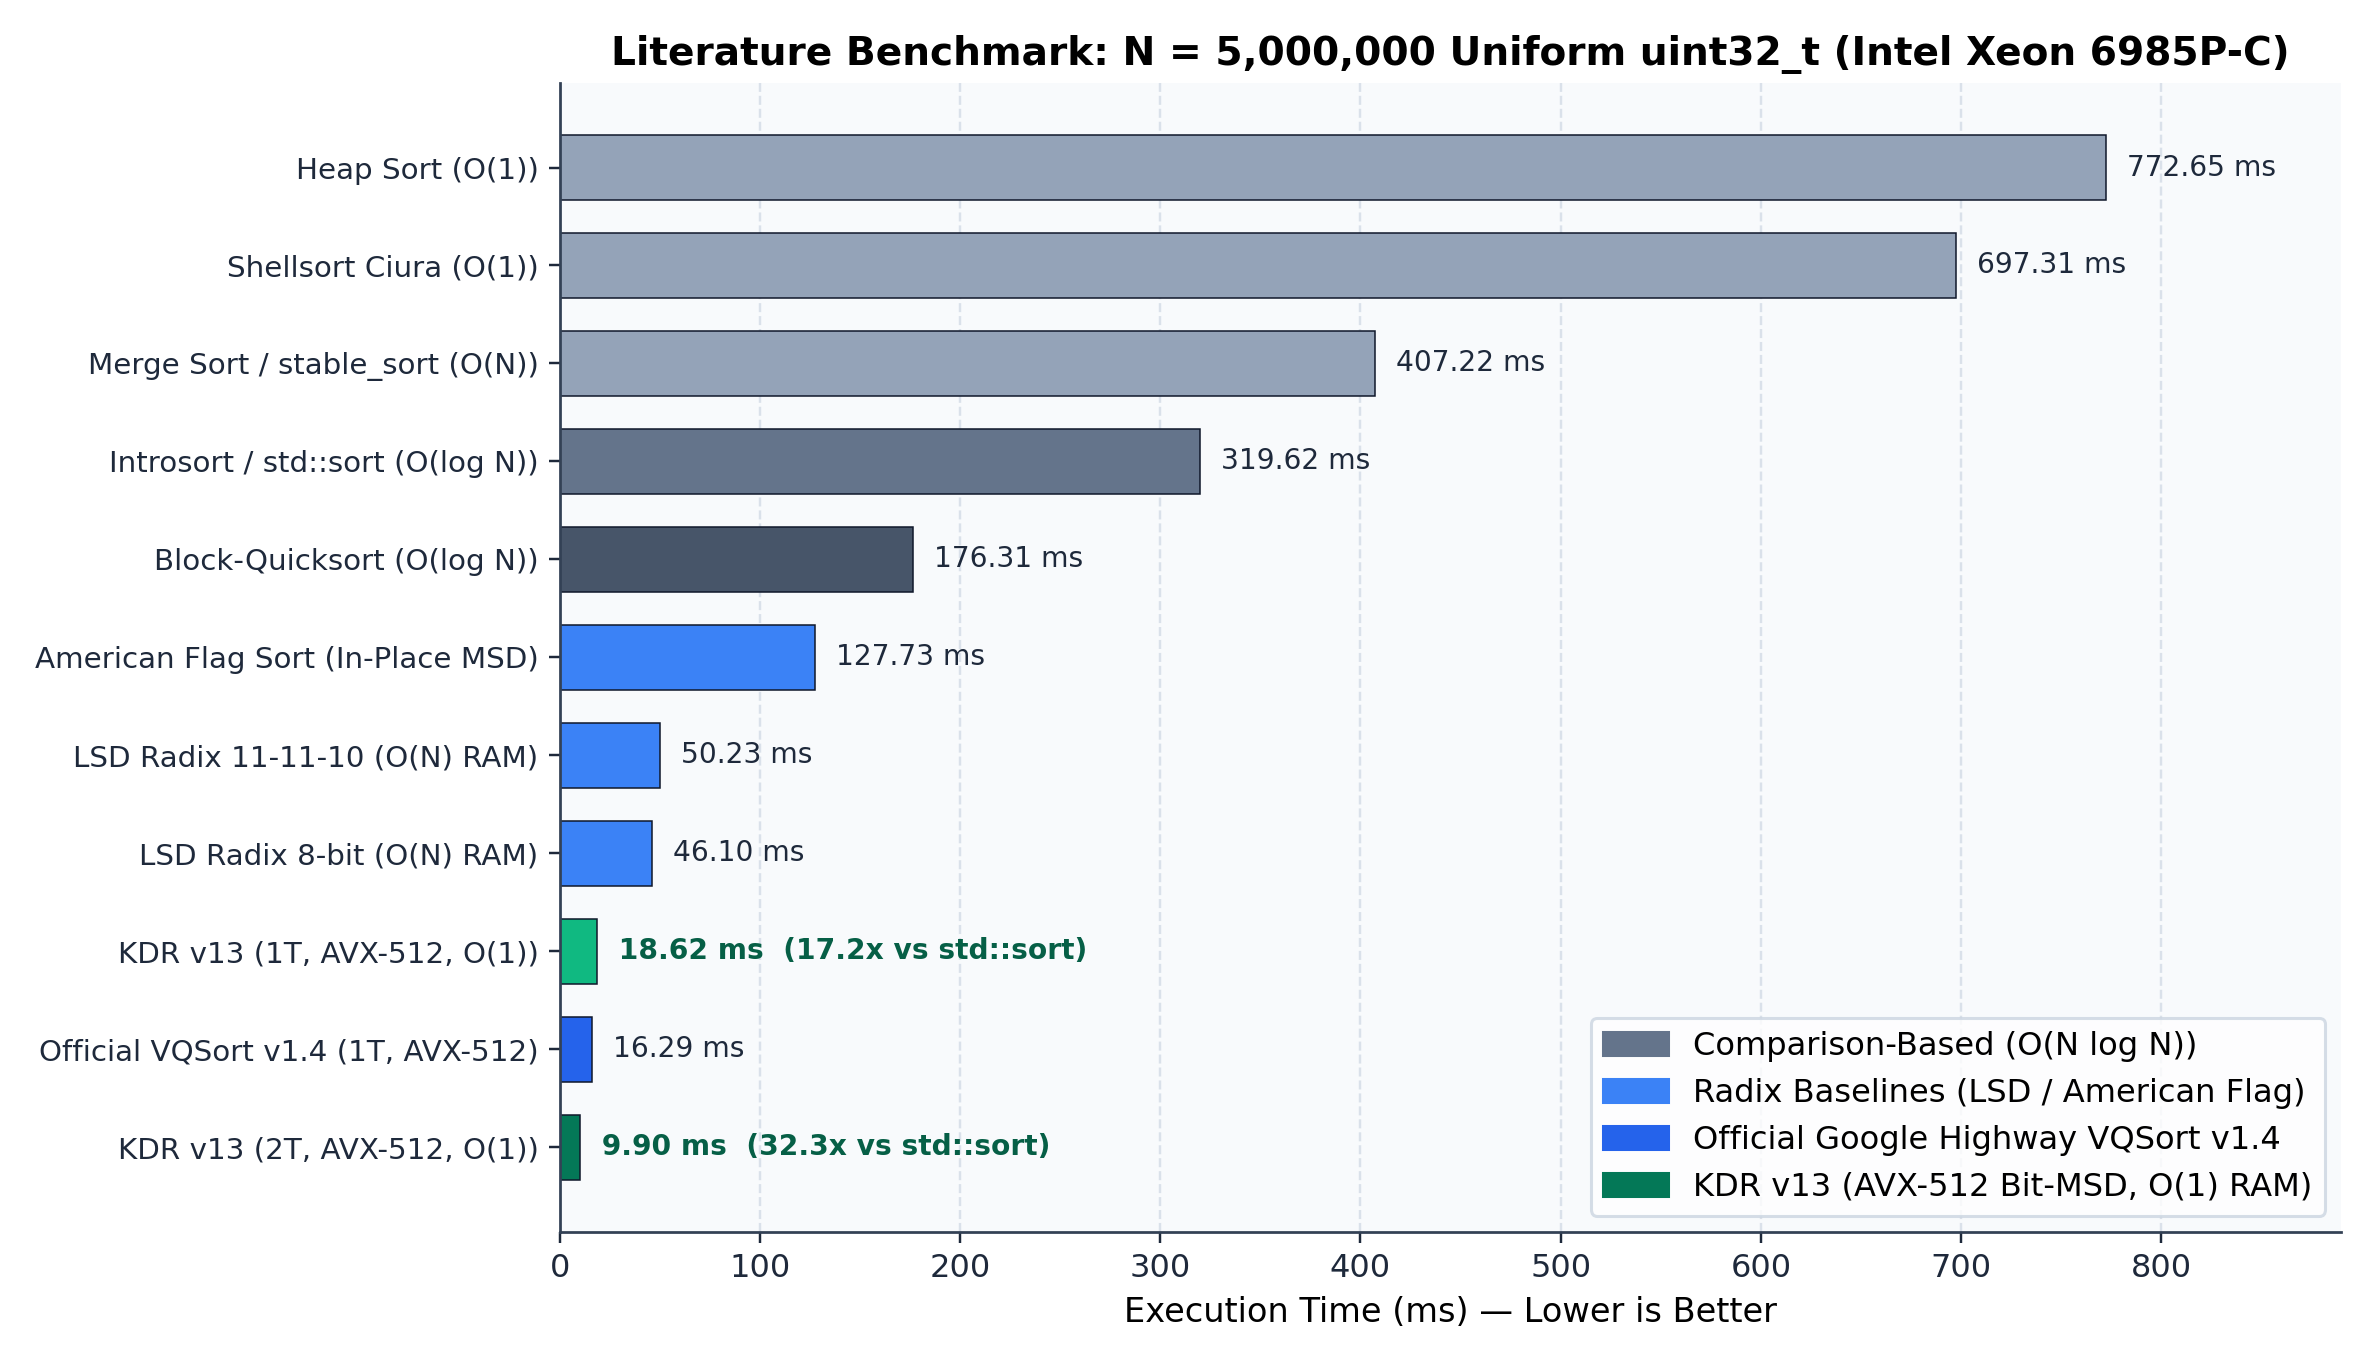 Literature Benchmark: N = 5,000,000 Uniform uint32_t (Intel Xeon 6985P-C)
Heap Sort (O(1)) 772.65 ms
Shellsort Ciura (O(1)) 697.31 ms
Merge Sort / stable_sort (O(N)) 407.22 ms
Introsort / std::sort (O(log N)) 319.62 ms
Block-Quicksort (O(log N)) 176.31 ms
American Flag Sort (In-Place MSD) 127.73 ms
LSD Radix 11-11-10 (O(N) RAM) 50.23 ms
LSD Radix 8-bit (O(N) RAM) 46.10 ms
KDR v13 (1T, AVX-512, O(1)) 18.62 ms (17.2x vs std::sort)
Official VQSort v1.4 (1T, AVX-512) 16.29 ms
KDR v13 (2T, AVX-512, O(1)) 9.90 ms (32.3x vs std::sort)
Comparison-Based (O(N log N))
Radix Baselines (LSD / American Flag)
Official Google Highway VQSort v1.4
KDR v13 (AVX-512 Bit-MSD, O(1) RAM)
0 100 200 300 400 500 600 700 800
Execution Time (ms) — Lower is Better